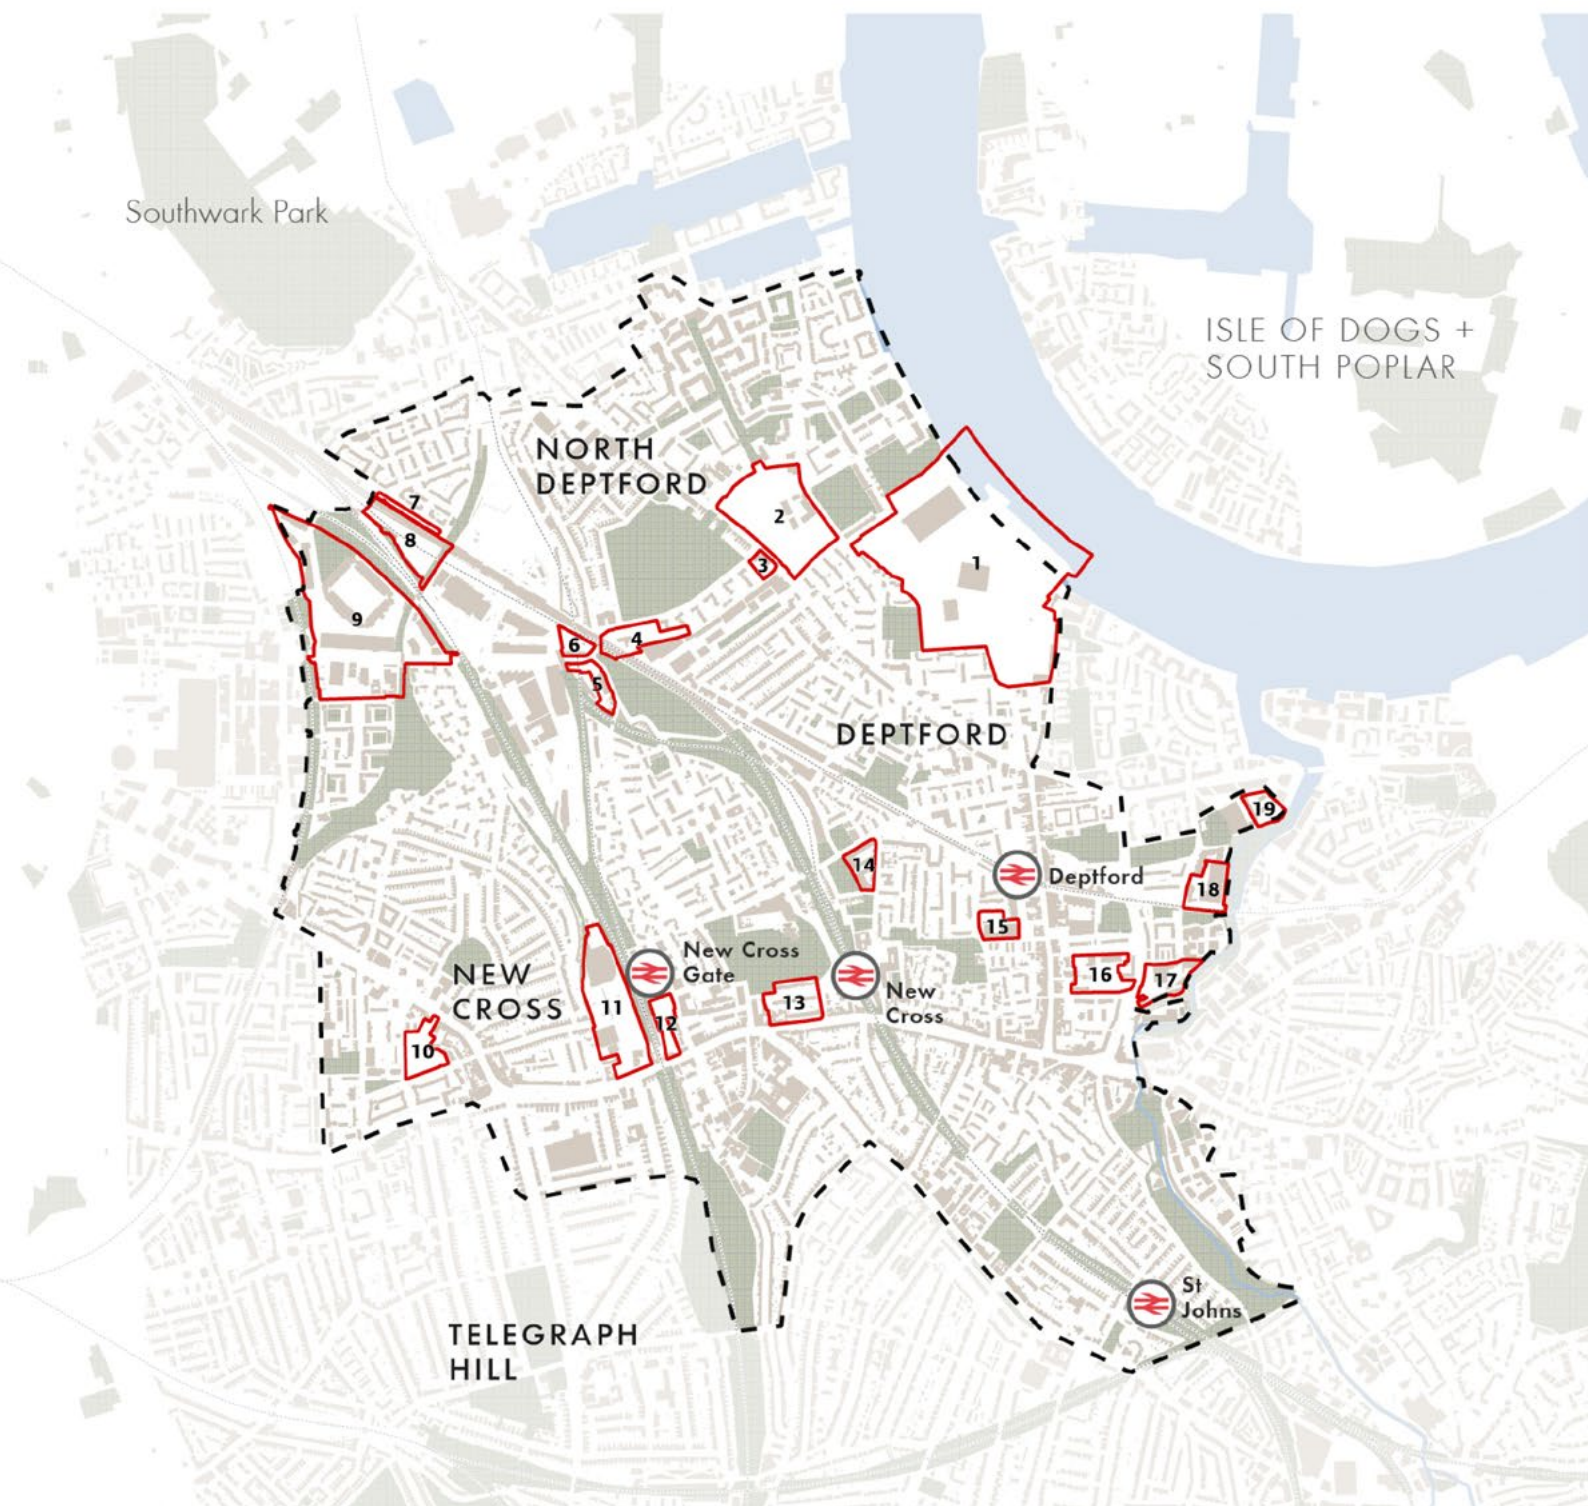 Southwark Park
ISLE OF DOGS +
SOUTH POPLAR
NORTH
DEPTFORD
7
8
2
3
1
9
6
4
5
DEPTFORD
19
14
Deptford
18
15
New Cross
Gate
NEW
CROSS
16
17
New
Cross
11
12
13
10
St
Johns
TELEGRAPH
HILL